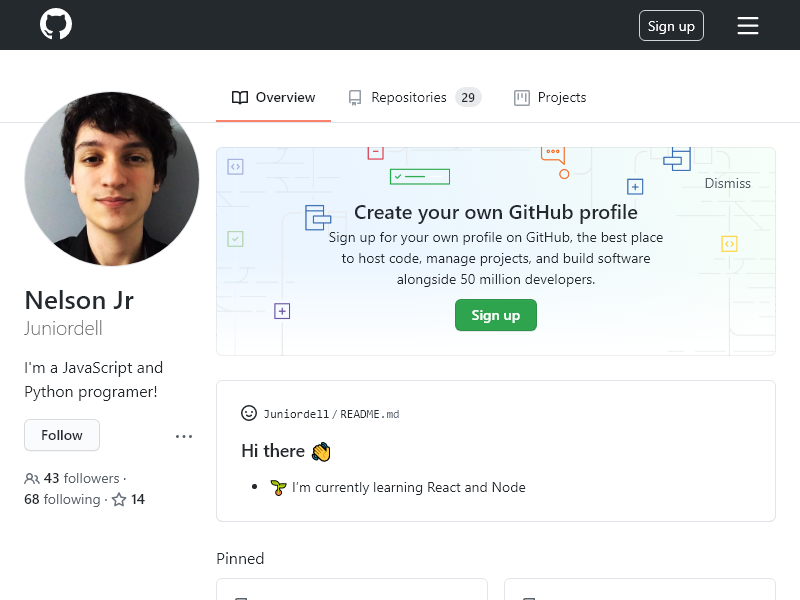 Sign up
Overview
Repositories 29
Projects
Dismiss
Create your own GitHub profile
Sign up for your own profile on GitHub, the best place
to host code, manage projects, and build software
alongside 50 million developers.
Sign up
Nelson Jr
Juniordell
I'm a JavaScript and
Python programer!
Follow
43 followers ·
68 following · 14
Juniordell/README.md
Hi there 👋
• 🌱 I’m currently learning React and Node
Pinned